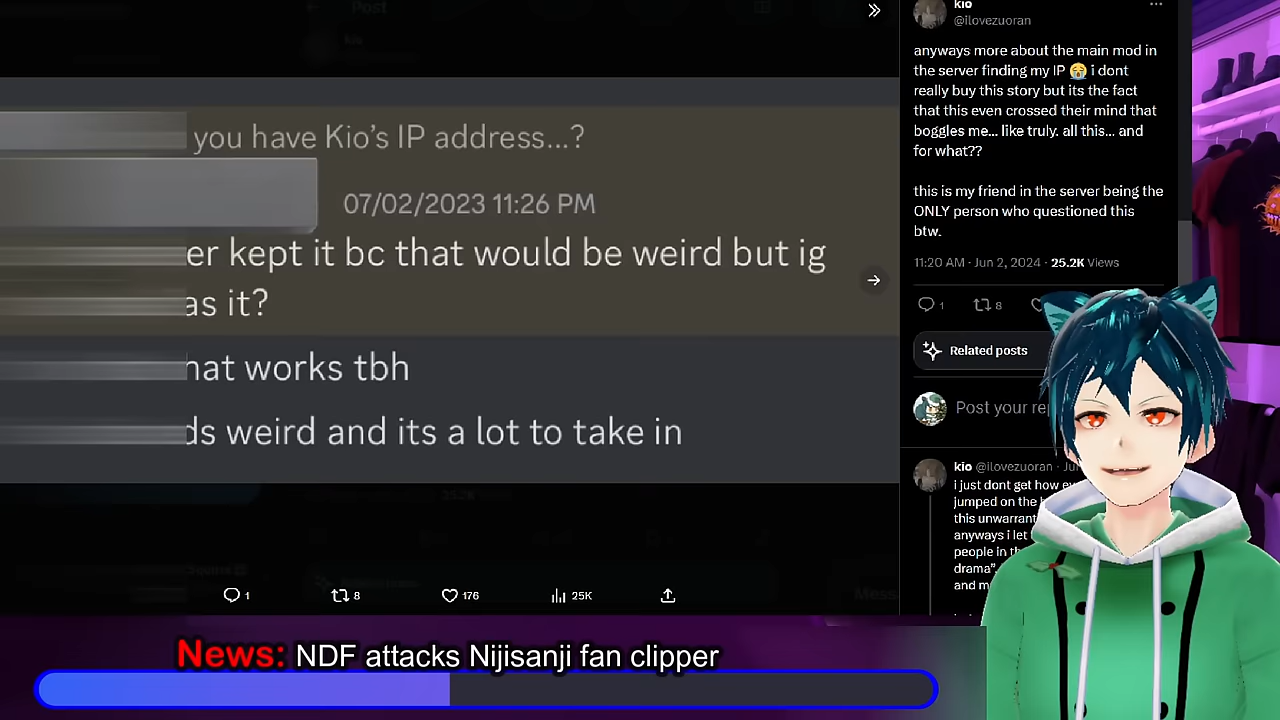 you have Kio's IP address...?
07/02/2023 11:26 PM
er kept it bc that would be weird but ig
as it?
hat works tbh
ds weird and its a lot to take in
1
8
176
25K
kio
@ilovezuoran
anyways more about the main mod in
the server finding my IP 😭 i dont
really buy this story but its the fact
that this even crossed their mind that
boggles me... like truly. all this... and
for what??
this is my friend in the server being the
ONLY person who questioned this
btw.
11:20 AM · Jun 2, 2024 · 25.2K Views
1
8
Related posts
Post your rep
kio @ilovezuoran · Ju
i just dont get how
jumped on the
this unwarrant
anyways i let
people in th
drama".
and m
News: NDF attacks Nijisanji fan clipper